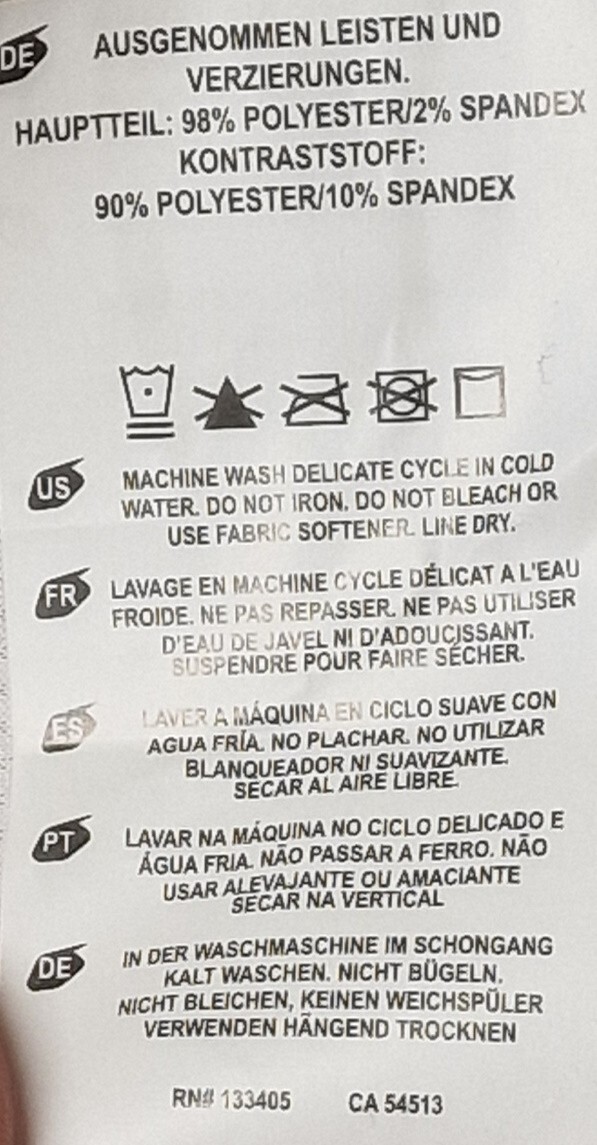 DE
AUSGENOMMEN LEISTEN UND
VERZIERUNGEN.
HAUPTTEIL: 98% POLYESTER/2% SPANDEX
KONTRASTSTOFF:
90% POLYESTER/10% SPANDEX
US
MACHINE WASH DELICATE CYCLE IN COLD
WATER. DO NOT IRON. DO NOT BLEACH OR
USE FABRIC SOFTENER. LINE DRY.
FR
LAVAGE EN MACHINE CYCLE DÉLICAT A L'EAU
FROIDE. NE PAS REPASSER. NE PAS UTILISER
D'EAU DE JAVEL NI D'ADOUCISSANT.
SUSPENDRE POUR FAIRE SÉCHER.
ES
LAVER A MÁQUINA EN CICLO SUAVE CON
AGUA FRÍA. NO PLACHAR. NO UTILIZAR
BLANQUEADOR NI SUAVIZANTE.
SECAR AL AIRE LIBRE.
PT
LAVAR NA MÁQUINA NO CICLO DELICADO E
ÁGUA FRIA. NÃO PASSAR A FERRO. NÃO
USAR ALEVAJANTE OU AMACIANTE
SECAR NA VERTICAL
DE
IN DER WASCHMASCHINE IM SCHONGANG
KALT WASCHEN. NICHT BÜGELN.
NICHT BLEICHEN, KEINEN WEICHSPÜLER
VERWENDEN HÄNGEND TROCKNEN
RN# 133405 CA 54513